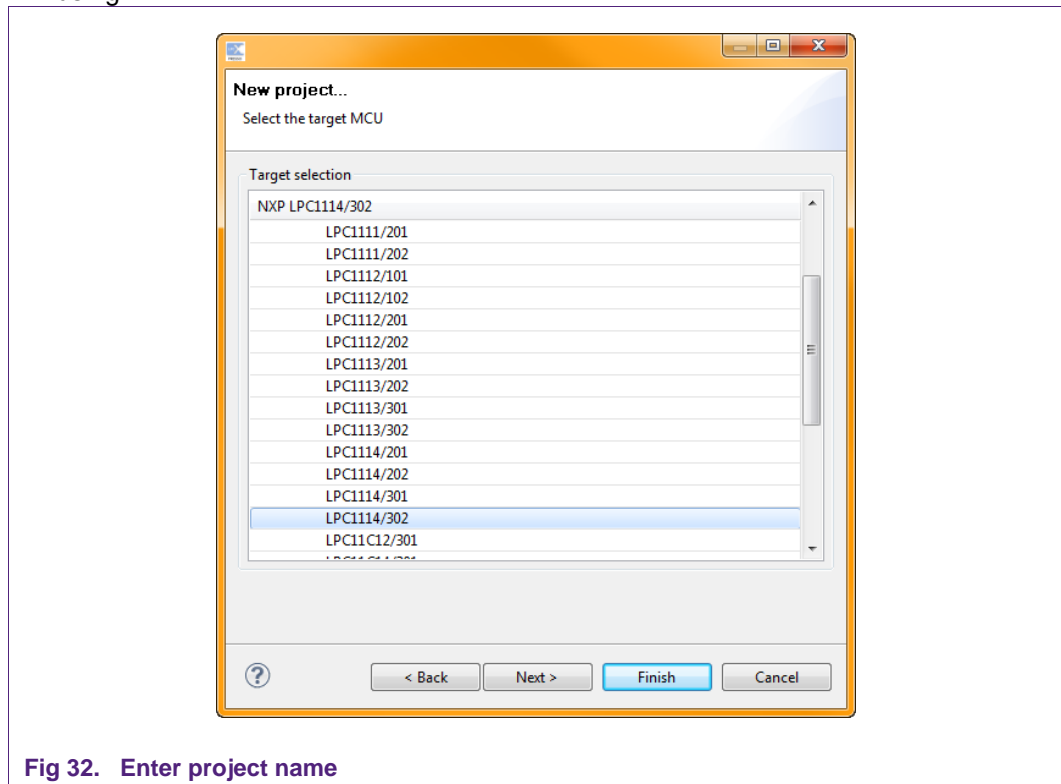 New project...
Select the target MCU
Target selection
NXP LPC1114/302
LPC1111/201
LPC1111/202
LPC1112/101
LPC1112/102
LPC1112/201
LPC1112/202
LPC1113/201
LPC1113/202
LPC1113/301
LPC1113/302
LPC1114/201
LPC1114/202
LPC1114/301
LPC1114/302
LPC11C12/301
? < Back Next > Finish Cancel
Fig 32. Enter project name